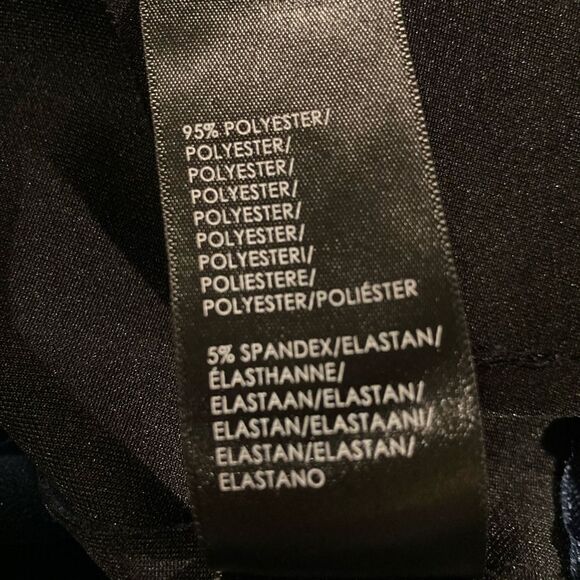 95% POLYESTER/
POLYESTER/
POLYESTER/
POLYESTER/
POLYESTER/
POLYESTER/
POLYESTERI/
POLIESTERE/
POLYESTER/POLIÉSTER
5% SPANDEX/ELASTAN/
ÉLASTHANNE/
ELASTAAN/ELASTAN/
ELASTAN/ELASTAANI/
ELASTAN/ELASTAN/
ELASTANO